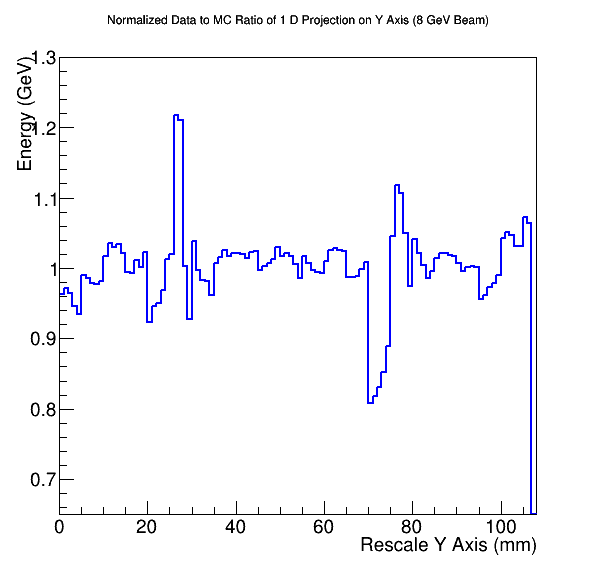 Normalized Data to MC Ratio of 1 D Projection on Y Axis (8 GeV Beam)
Energy (GeV)
1.3
1.2
1.1
1
0.9
0.8
0.7
0 20 40 60 80 100
Rescale Y Axis (mm)